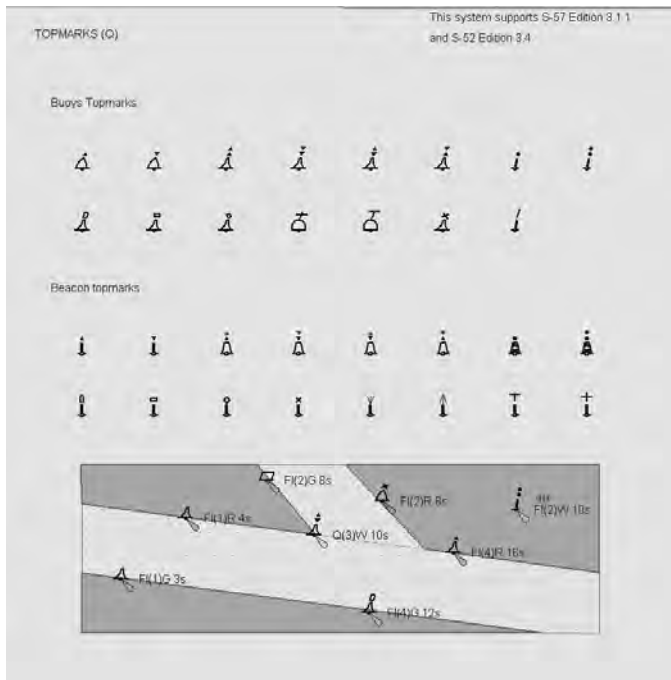 This system supports S-57 Edition 3.1.1
TOPMARKS (Q)
and S-52 Edition 3.4
Buoys Topmarks
Beacon topmarks
Fl(2)G 8s
Fl(2)R 8s
Fl(2)W 10s
Fl(1)R 4s
Q(3)W 10s
Fl(4)R 16s
Fl(1)G 3s
Fl(4)G 12s